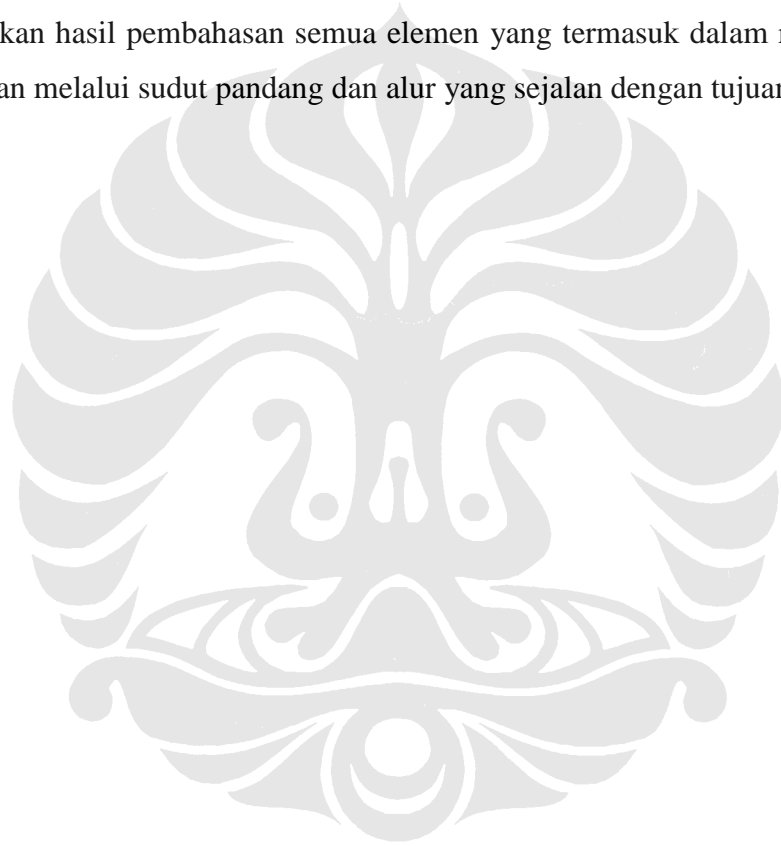 kan hasil pembahasan semua elemen yang termasuk dalam
an melalui sudut pandang dan alur yang sejalan dengan tujuan